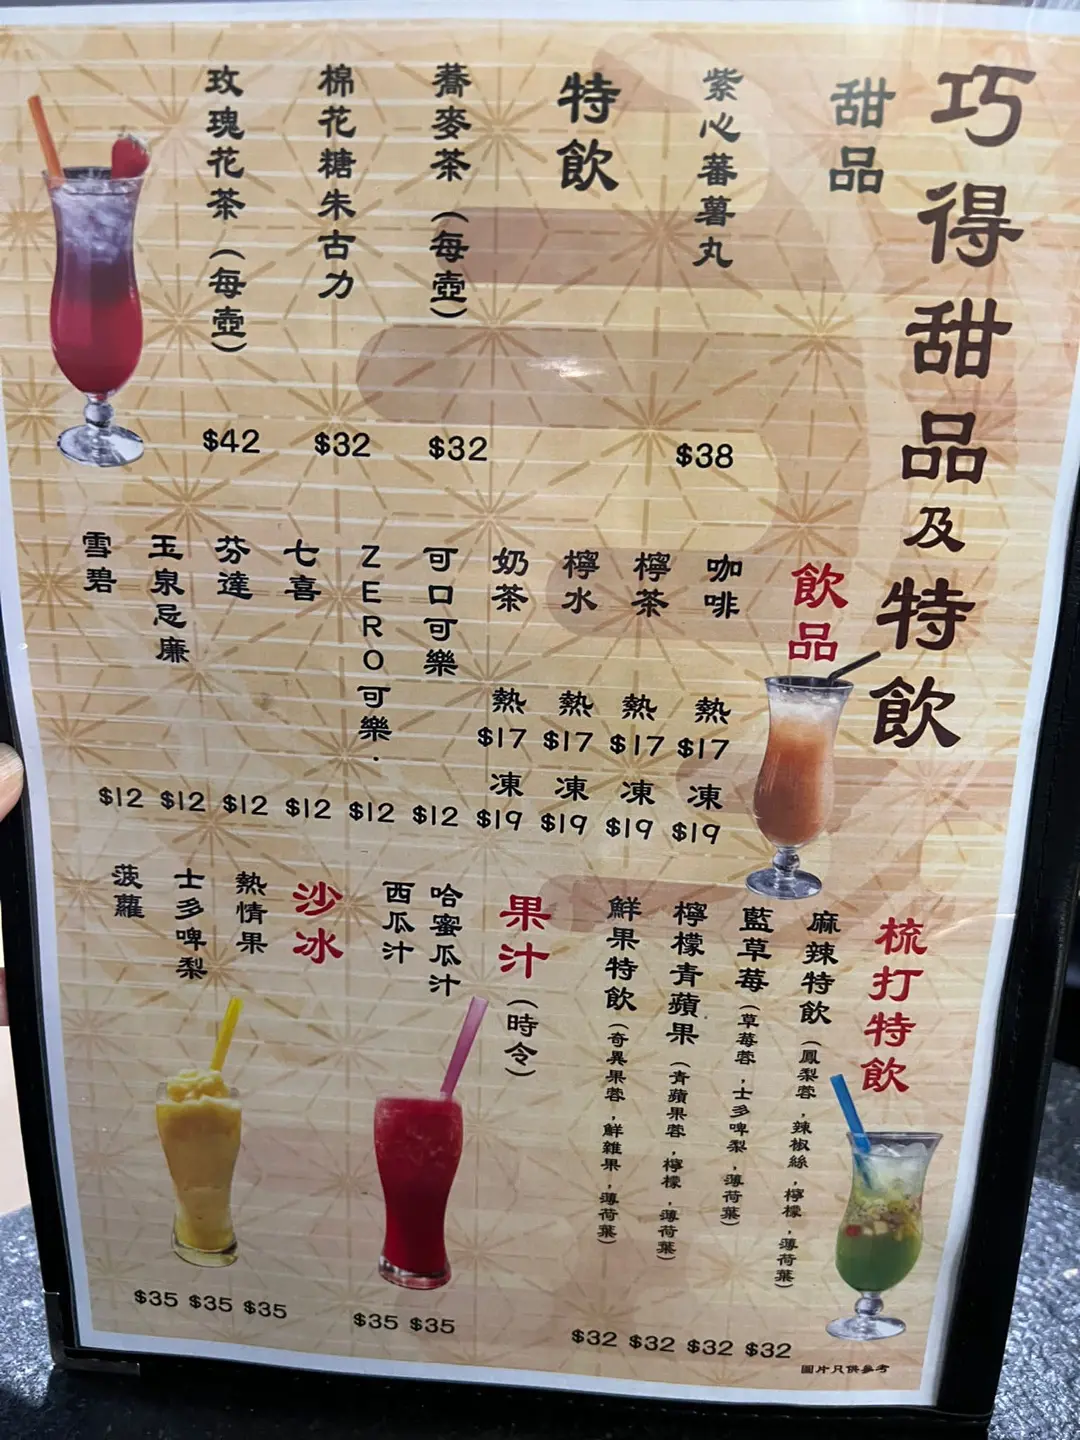 巧得甜品及特飲
甜品
紫心蕃薯丸
$38
特飲
蕎麥茶(每壺)
$32
棉花糖朱古力
$32
玫瑰花茶(每壺)
$42
飲品
咖啡
熱
$17
凍
$19
檸茶
熱
$17
凍
$19
檸水
熱
$17
凍
$19
奶茶
熱
$17
凍
$19
可口可樂
$12
ZERO可樂.
$12
七喜
$12
芬達
$12
玉泉忌廉
$12
雪碧
$12
梳打特飲
麻辣特飲(鳳梨蓉,辣椒絲,檸檬,薄荷葉)
$32
藍草莓(草莓蓉,士多啤梨,薄荷葉)
$32
檸檬青蘋果(青蘋果蓉,檸檬,薄荷葉)
$32
鮮果特飲(奇異果蓉,鮮雜果,薄荷葉)
$32
果汁(時令)
哈蜜瓜汁
$35
西瓜汁
$35
沙冰
熱情果
$35
士多啤梨
$35
菠蘿
$35
圖片只供參考